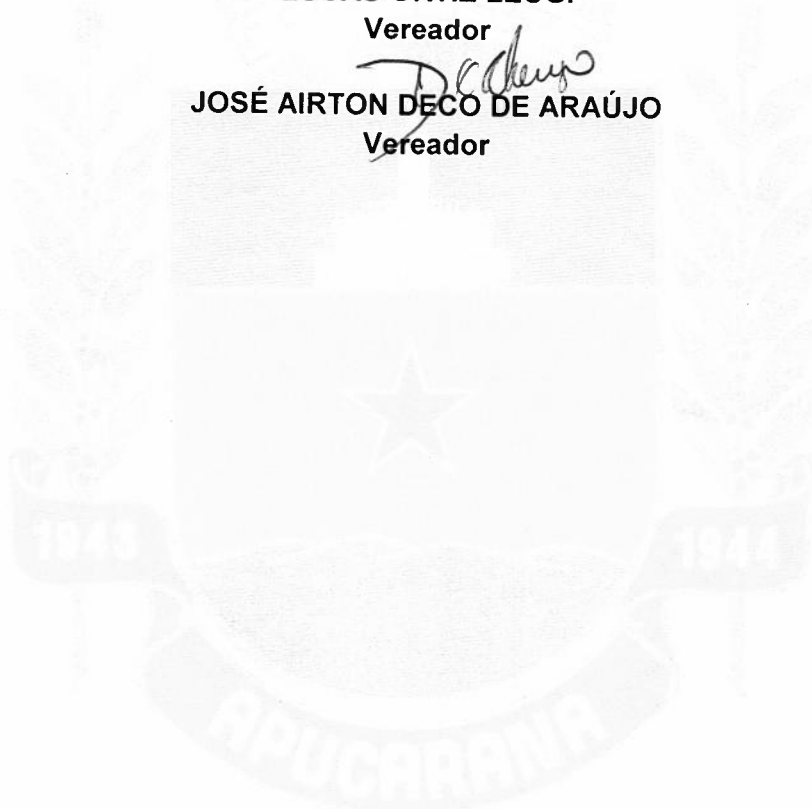 Vereador
JOSÉ AIRTON DECO DE ARAÚJO
Vereador
1943
1944
APUCARANA